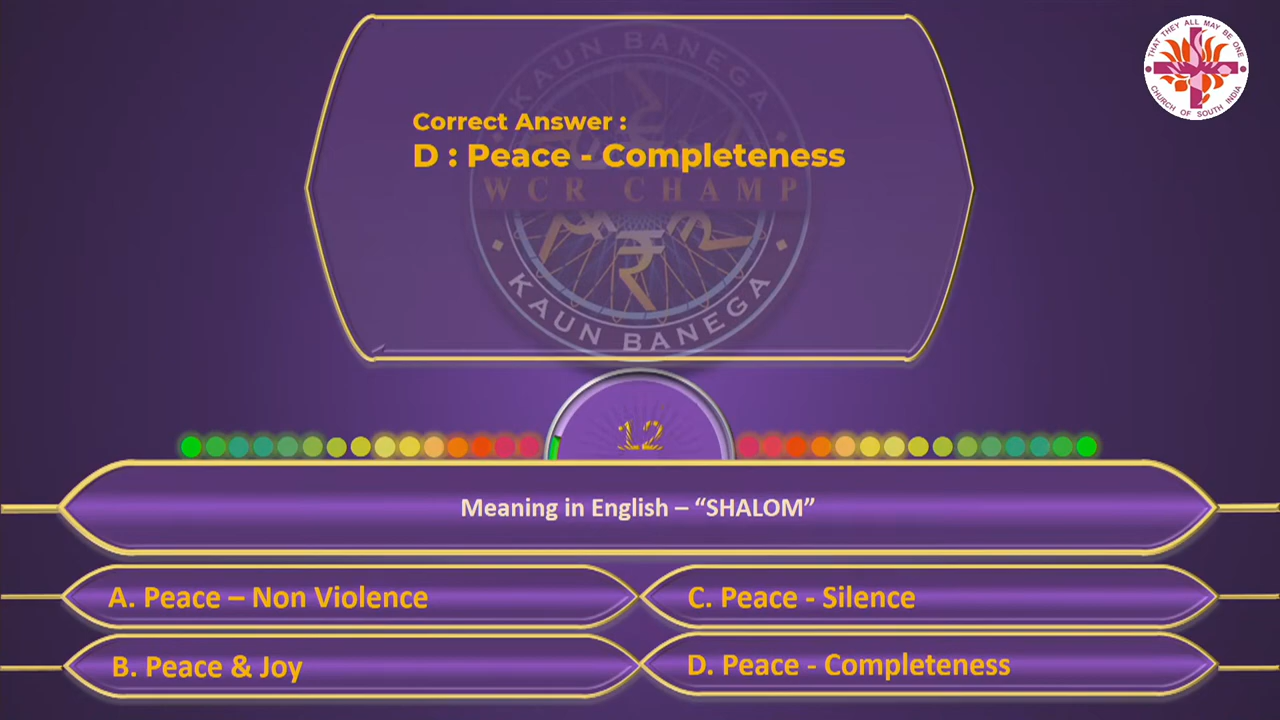 THAT THEY ALL MAY BE ONE
CHURCH OF SOUTH INDIA
KAUN BANEGA
Correct Answer :
D : Peace - Completeness
WCR CHAMP
₹
KAUN BANEGA
12
Meaning in English – “SHALOM”
A. Peace – Non Violence
C. Peace - Silence
B. Peace & Joy
D. Peace - Completeness